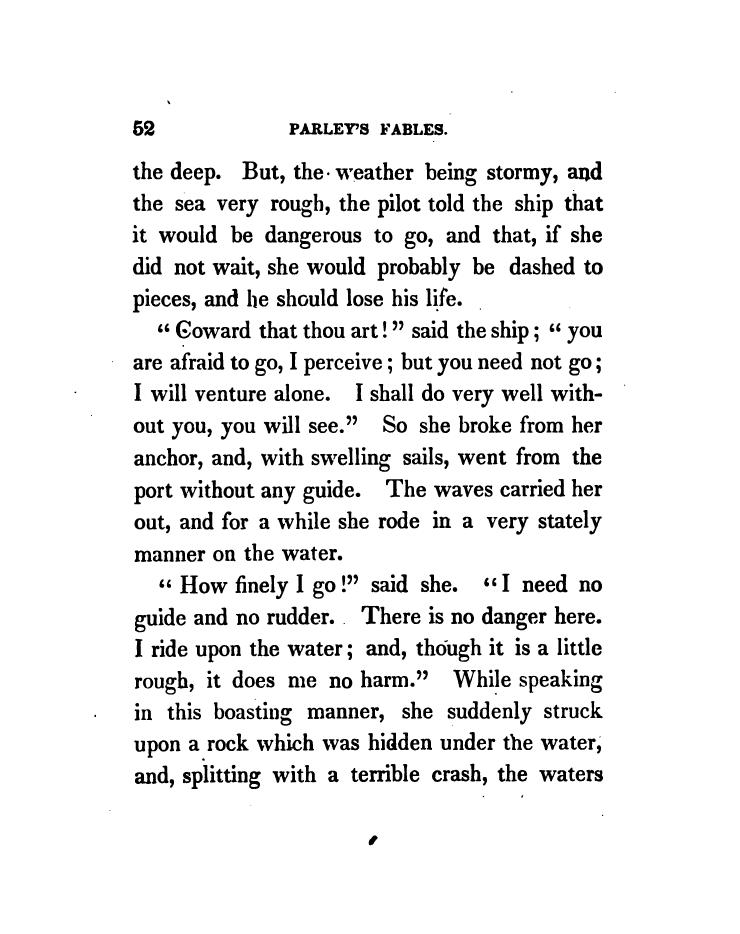 52 PARLEY'S FABLES.
the deep. But, the weather being stormy, and
the sea very rough, the pilot told the ship that
it would be dangerous to go, and that, if she
did not wait, she would probably be dashed to
pieces, and he should lose his life.
“ Coward that thou art! ” said the ship; “ you
are afraid to go, I perceive; but you need not go;
I will venture alone. I shall do very well with-
out you, you will see.” So she broke from her
anchor, and, with swelling sails, went from the
port without any guide. The waves carried her
out, and for a while she rode in a very stately
manner on the water.
“ How finely I go!” said she. “I need no
guide and no rudder. There is no danger here.
I ride upon the water; and, though it is a little
rough, it does me no harm.” While speaking
in this boasting manner, she suddenly struck
upon a rock which was hidden under the water,
and, splitting with a terrible crash, the waters